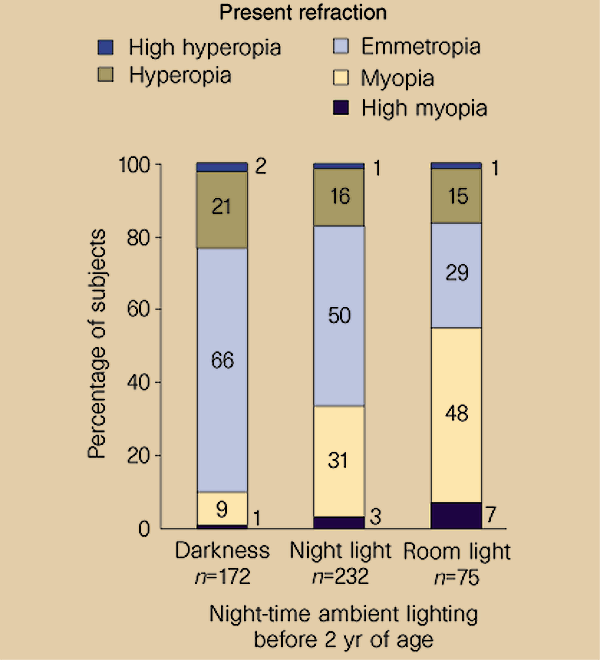 Present refraction
High hyperopia
Hyperopia
Emmetropia
Myopia
High myopia
Percentage of subjects
100
80
60
40
20
0
2
21
66
9
1
1
16
50
31
3
1
15
29
48
7
Darkness
n=172
Night light
n=232
Room light
n=75
Night-time ambient lighting
before 2 yr of age